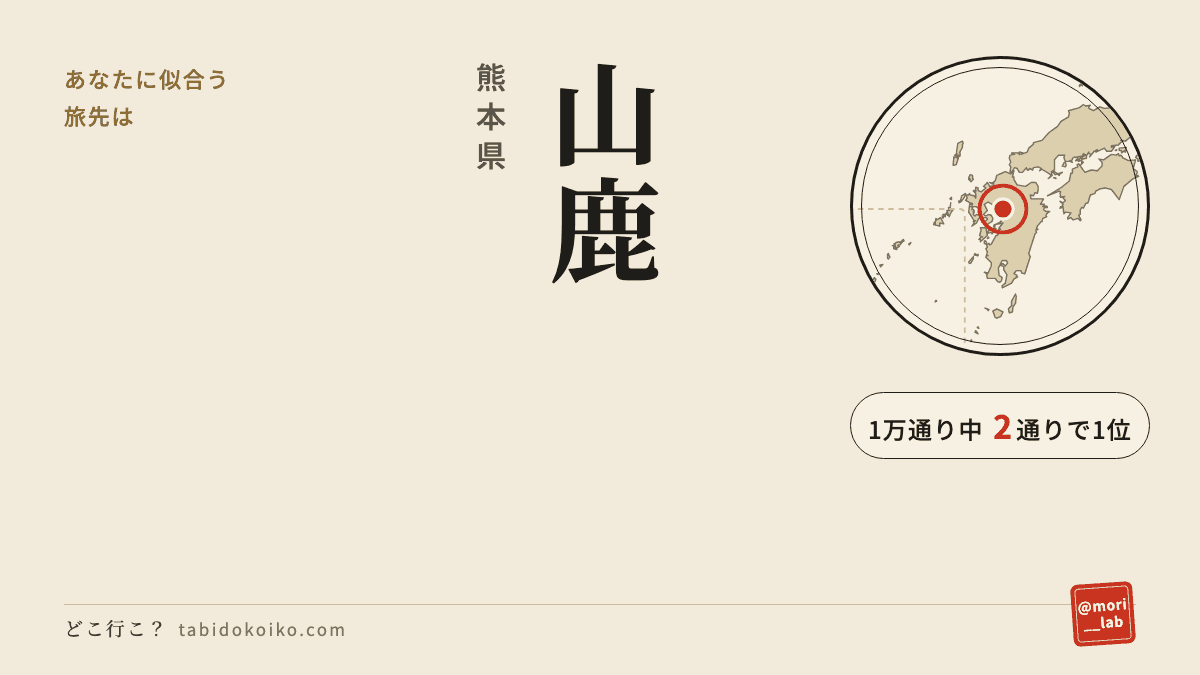 あなたに似合う
旅先は
山鹿
熊本県
1万通り中 2通りで1位
どこ行こ？ tabidokoiko.com
@mori
__lab